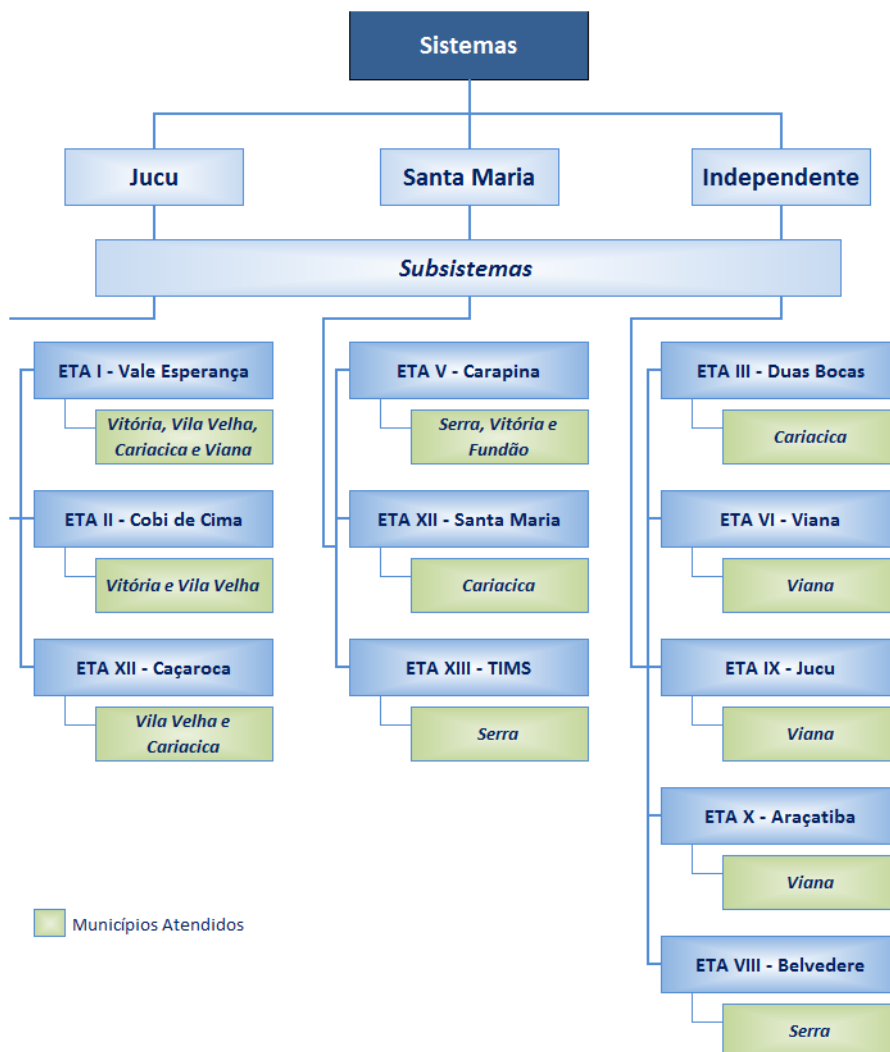 Sistemas
Jucu
Santa Maria
Independente
Subsistemas
ETA I - Vale Esperança
Vitória, Vila Velha,
Cariacica e Viana
ETA II - Cobi de Cima
Vitória e Vila Velha
ETA XII - Caçaroca
Vila Velha e
Cariacica
ETA V - Carapina
Serra, Vitória e
Fundão
ETA XII - Santa Maria
Cariacica
ETA XIII - TIMS
Serra
ETA III - Duas Bocas
Cariacica
ETA VI - Viana
Viana
ETA IX - Jucu
Viana
ETA X - Araçatiba
Viana
ETA VIII - Belvedere
Serra
Municípios Atendidos